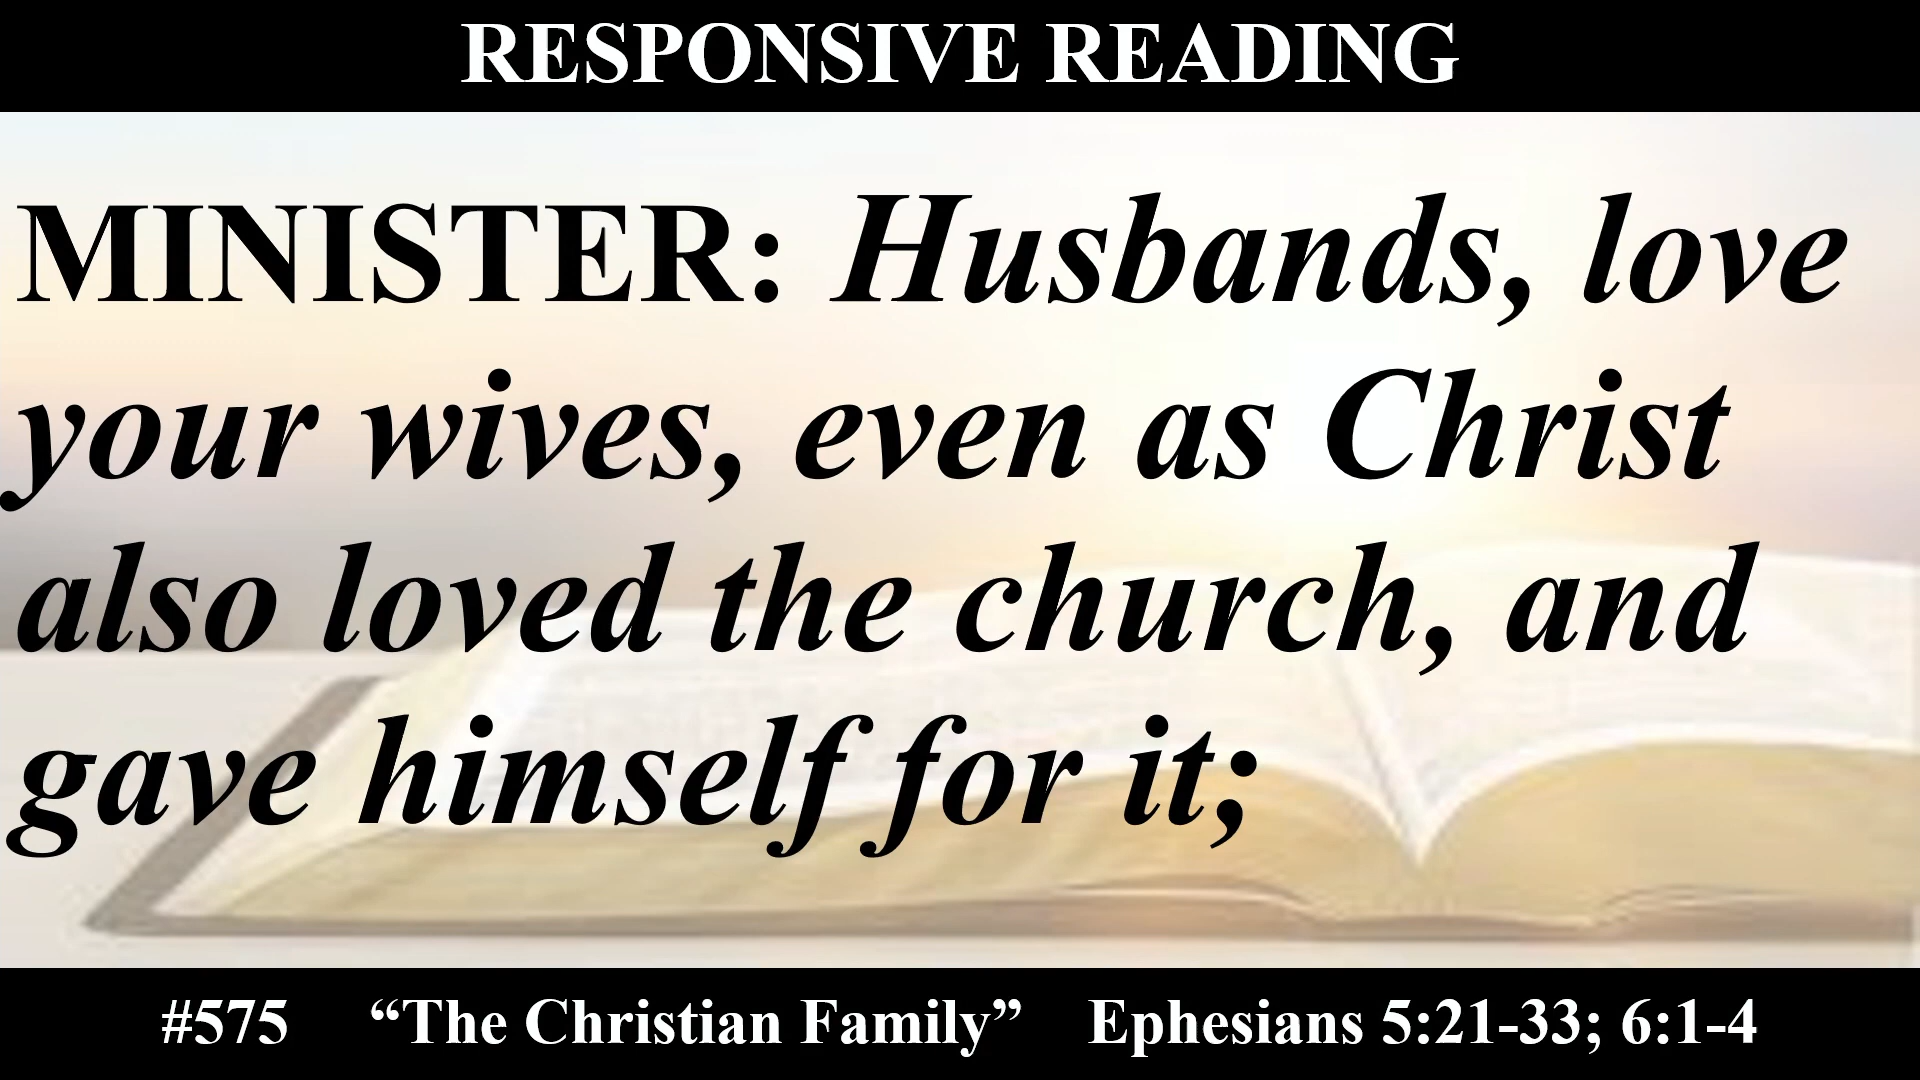 RESPONSIVE READING
MINISTER: Husbands, love
your wives, even as Christ
also loved the church, and
gave himself for it;
#575 “The Christian Family” Ephesians 5:21-33; 6:1-4